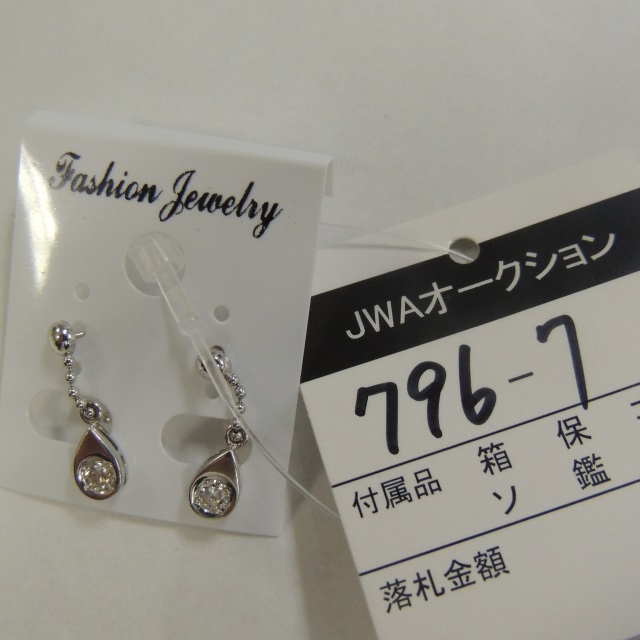 Fashion Jewelry
JWAオークション
796-7
付属品 箱 保
ソ 鑑
落札金額